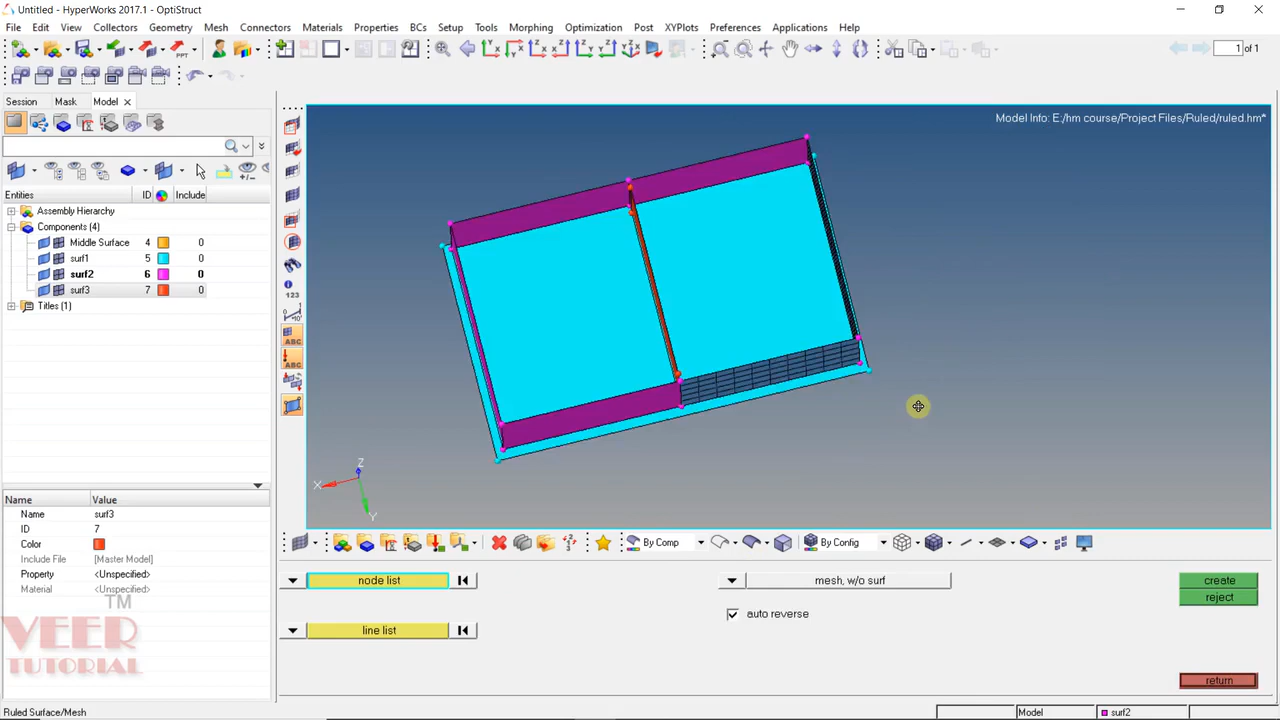 Untitled - HyperWorks 2017.1 - OptiStruct
File Edit View Collectors Geometry Mesh Connectors Materials Properties BCs Setup Tools Morphing Optimization Post XYPlots Preferences Applications Help
1 of 1
Session Mask Model
Entities ID Include
Assembly Hierarchy
Components (4)
Middle Surface 4 0
surf1 5 0
surf2 6 0
surf3 7 0
Titles (1)
Model Info: E:/hm course/Project Files/Ruled/ruled.hm*
123
ABC
ABC
X
Y
Z
Name Value
Name surf3
ID 7
Color
Include File [Master Model]
Property <Unspecified>
Material <Unspecified>
TM
VEER
TUTORIAL
By Comp By Config
node list mesh, w/o surf create
reject
auto reverse
line list
return
Ruled Surface/Mesh Model surf2